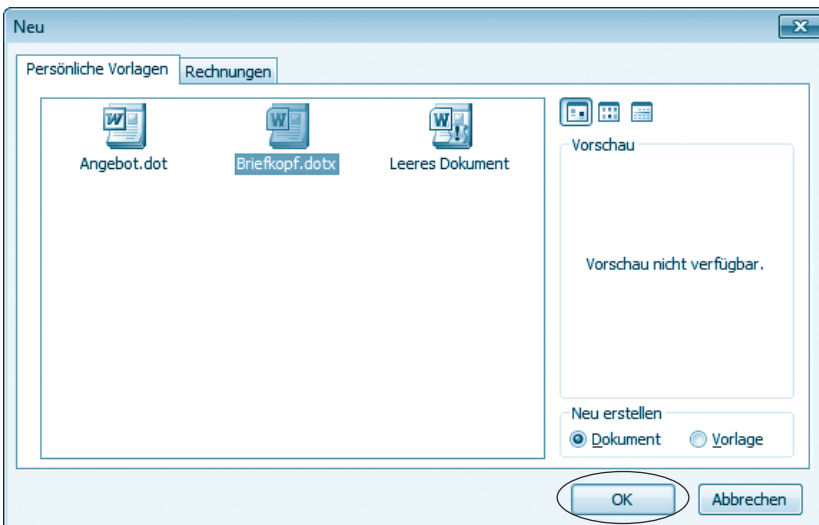 Neu
Persönliche Vorlagen Rechnungen
Angebot.dot Briefkopf.dotx Leeres Dokument
Vorschau
Vorschau nicht verfügbar.
Neu erstellen
Dokument Vorlage
OK Abbrechen